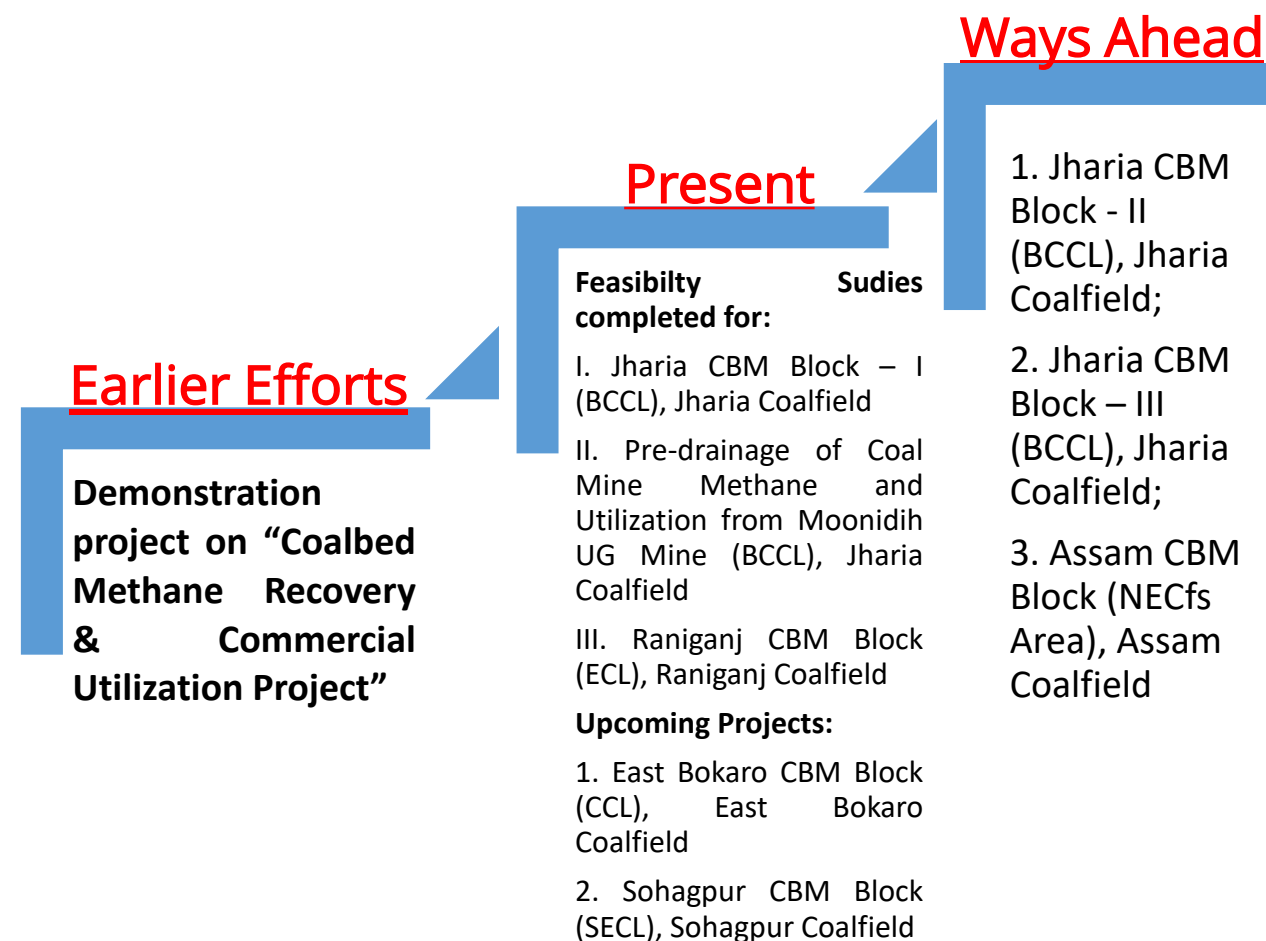 Earlier Efforts
Demonstration
project on “Coalbed
Methane Recovery
& Commercial
Utilization Project”
Present
Feasibilty Sudies
completed for:
I. Jharia CBM Block – I
(BCCL), Jharia Coalfield
II. Pre-drainage of Coal
Mine Methane and
Utilization from Moonidih
UG Mine (BCCL), Jharia
Coalfield
III. Raniganj CBM Block
(ECL), Raniganj Coalfield
Upcoming Projects:
1. East Bokaro CBM Block
(CCL), East Bokaro
Coalfield
2. Sohagpur CBM Block
(SECL), Sohagpur Coalfield
Ways Ahead
1. Jharia CBM
Block - II
(BCCL), Jharia
Coalfield;
2. Jharia CBM
Block – III
(BCCL), Jharia
Coalfield;
3. Assam CBM
Block (NECfs
Area), Assam
Coalfield